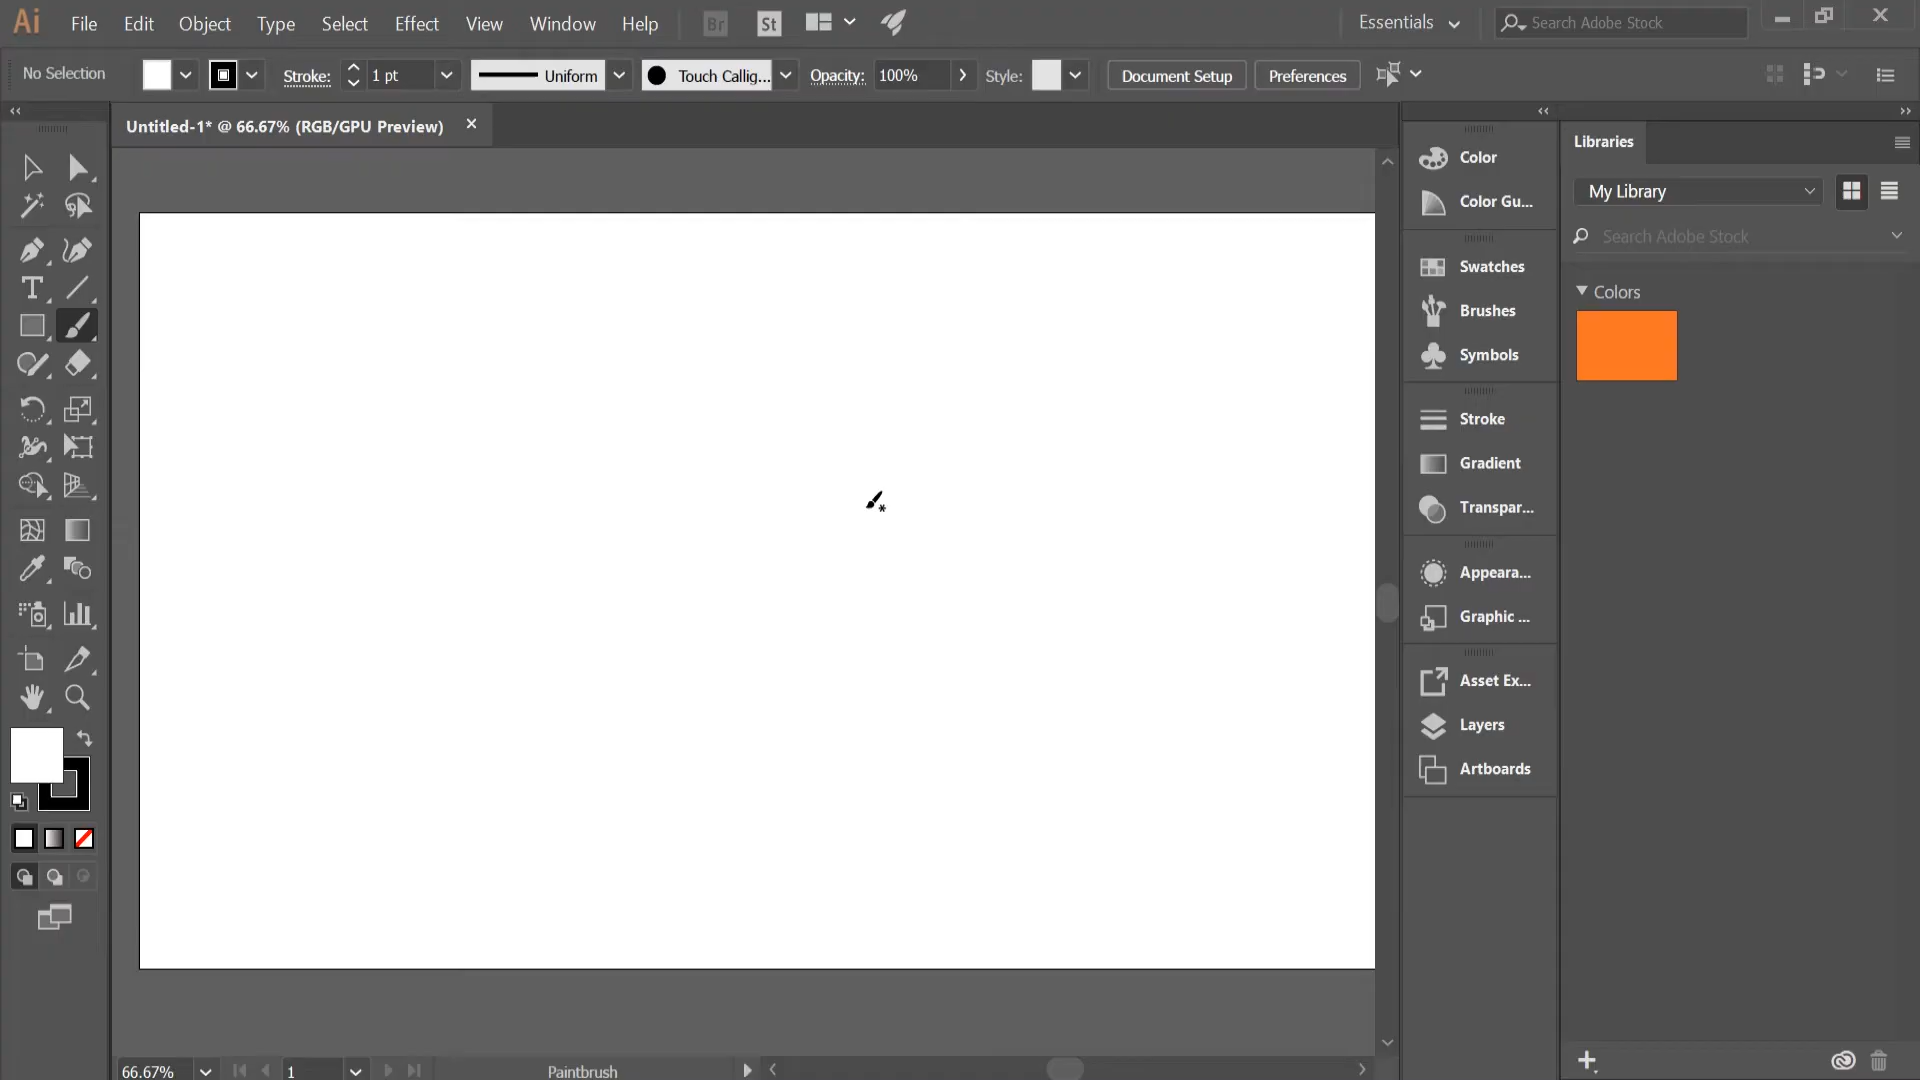 Ai File Edit Object Type Select Effect View Window Help Br St Essentials Search Adobe Stock
No Selection Stroke: 1 pt Uniform Touch Callig... Opacity: 100% Style: Document Setup Preferences
Untitled-1* @ 66.67% (RGB/GPU Preview)
Color
Color Gu...
Swatches
Brushes
Symbols
Stroke
Gradient
Transpar...
Appeara...
Graphic ...
Asset Ex...
Layers
Artboards
Libraries
My Library
Search Adobe Stock
Colors
T
66.67% 1 Paintbrush